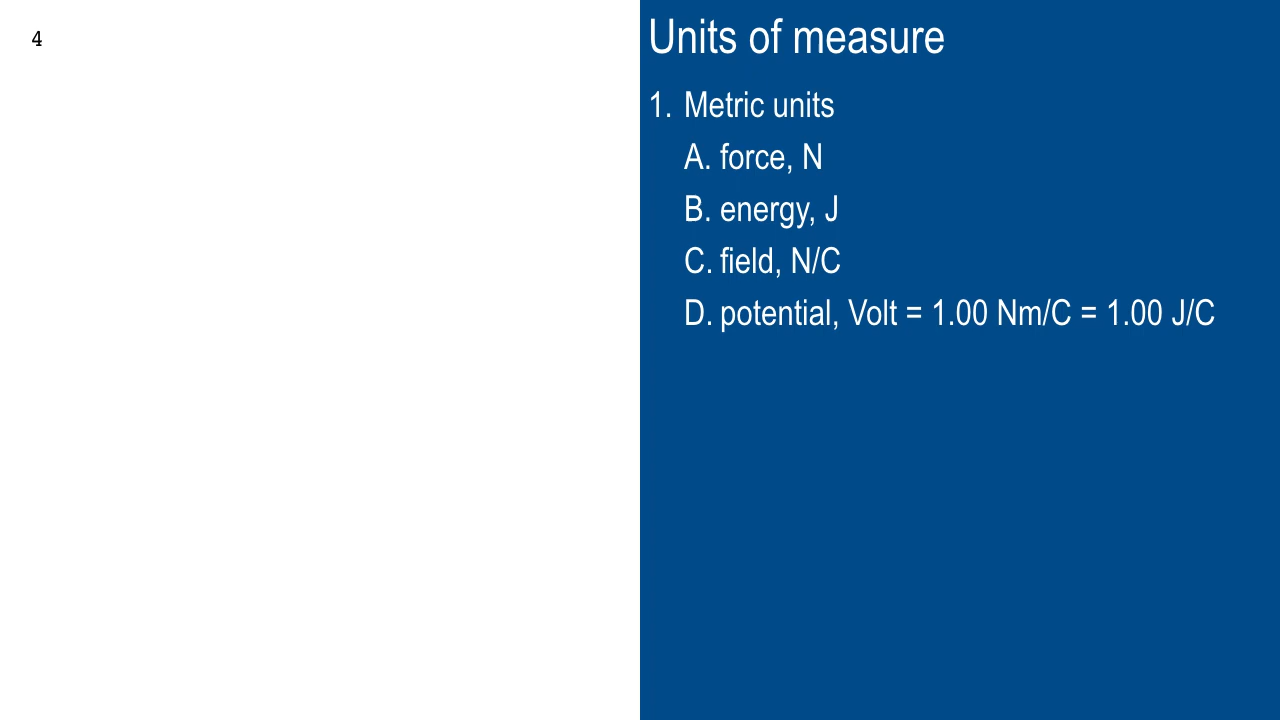 4
Units of measure
1. Metric units
A. force, N
B. energy, J
C. field, N/C
D. potential, Volt = 1.00 Nm/C = 1.00 J/C